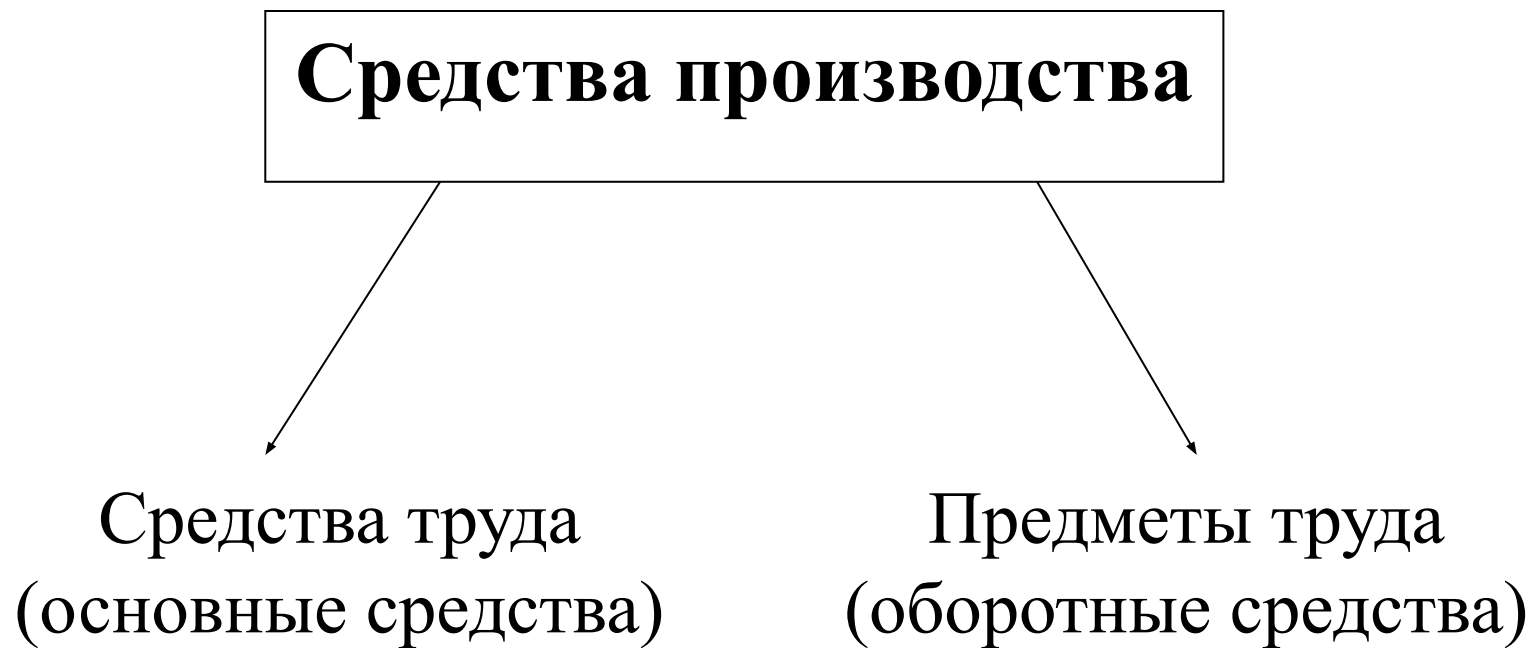 Средства производства
Средства труда
(основные средства)
Предметы труда
(оборотные средства)